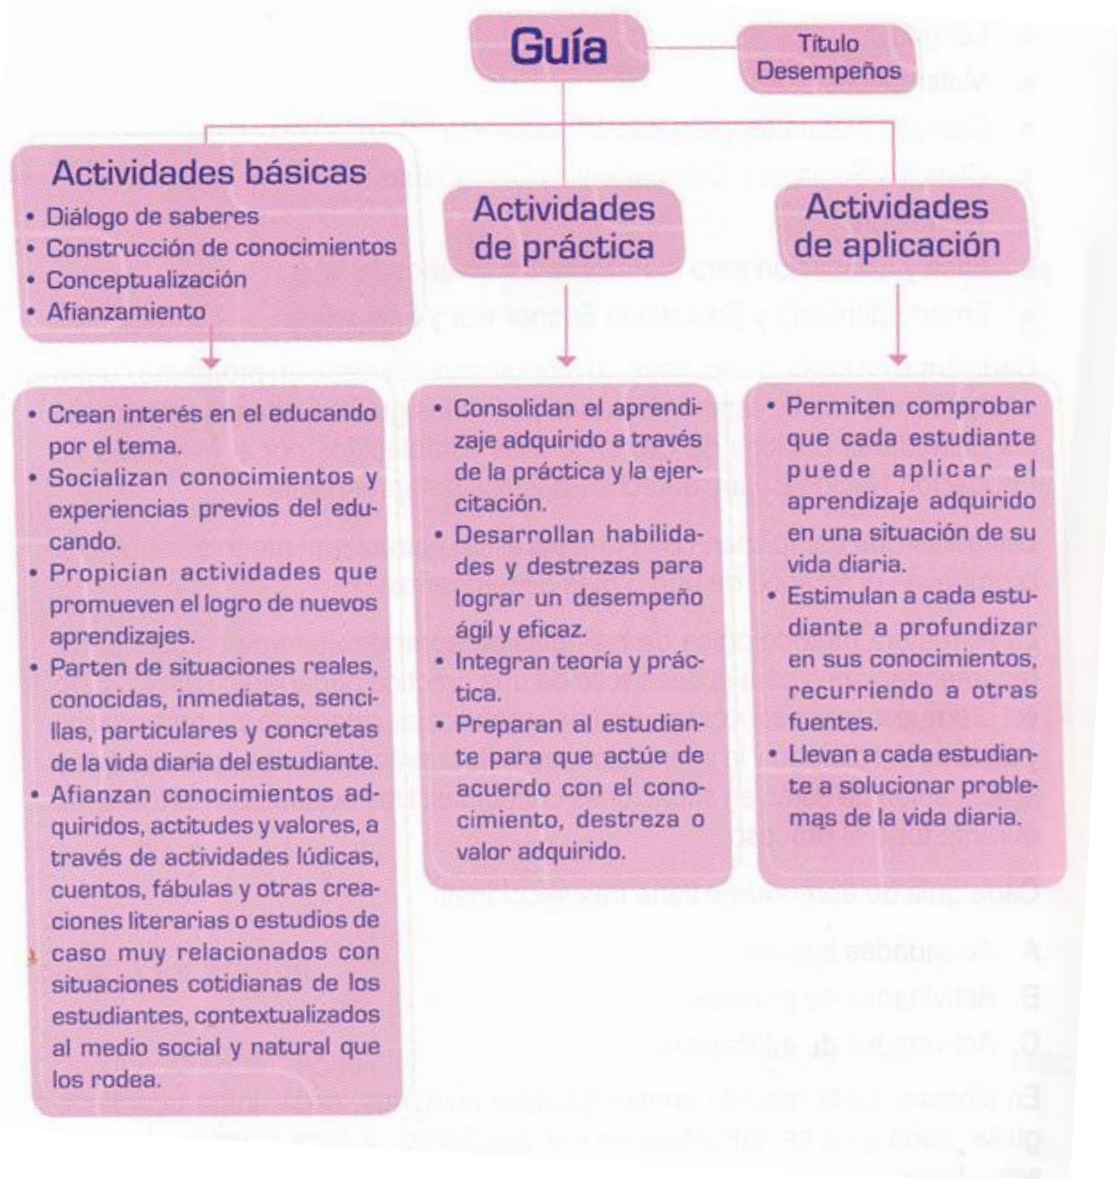 Guía
Título
Desempeños
Actividades básicas
• Diálogo de saberes
• Construcción de conocimientos
• Conceptualización
• Afianzamiento
Actividades
de práctica
Actividades
de aplicación
• Crean interés en el educando
por el tema.
• Socializan conocimientos y
experiencias previos del edu-
cando.
• Propician actividades que
promueven el logro de nuevos
aprendizajes.
• Parten de situaciones reales,
conocidas, inmediatas, senci-
llas, particulares y concretas
de la vida diaria del estudiante.
• Afianzan conocimientos ad-
quiridos, actitudes y valores, a
través de actividades lúdicas,
cuentos, fábulas y otras crea-
ciones literarias o estudios de
caso muy relacionados con
situaciones cotidianas de los
estudiantes, contextualizados
al medio social y natural que
los rodea.
• Consolidan el aprendi-
zaje adquirido a través
de la práctica y la ejer-
citación.
• Desarrollan habilida-
des y destrezas para
lograr un desempeño
ágil y eficaz.
• Integran teoría y prác-
tica.
• Preparan al estudian-
te para que actúe de
acuerdo con el cono-
cimiento, destreza o
valor adquirido.
• Permiten comprobar
que cada estudiante
puede aplicar el
aprendizaje adquirido
en una situación de su
vida diaria.
• Estimulan a cada estu-
diante a profundizar
en sus conocimientos,
recurriendo a otras
fuentes.
• Llevan a cada estudian-
te a solucionar proble-
mas de la vida diaria.